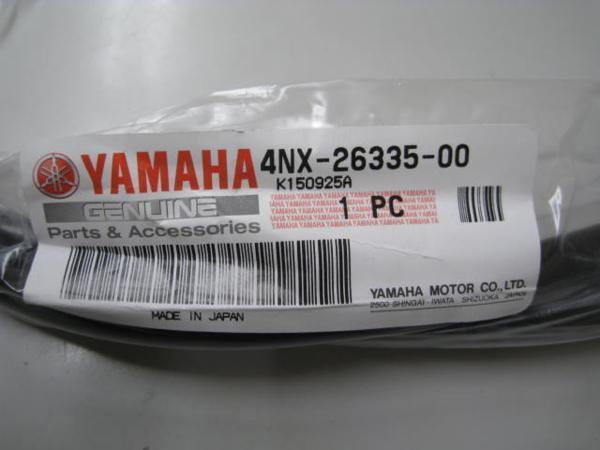 YAMAHA 4NX-26335-00
K150925A
GENUINE
Parts & Accessories
1 PC
YAMAHA MOTOR CO., LTD.
2500 SHINGAI IWATA SHIZUOKA JAPAN
MADE IN JAPAN